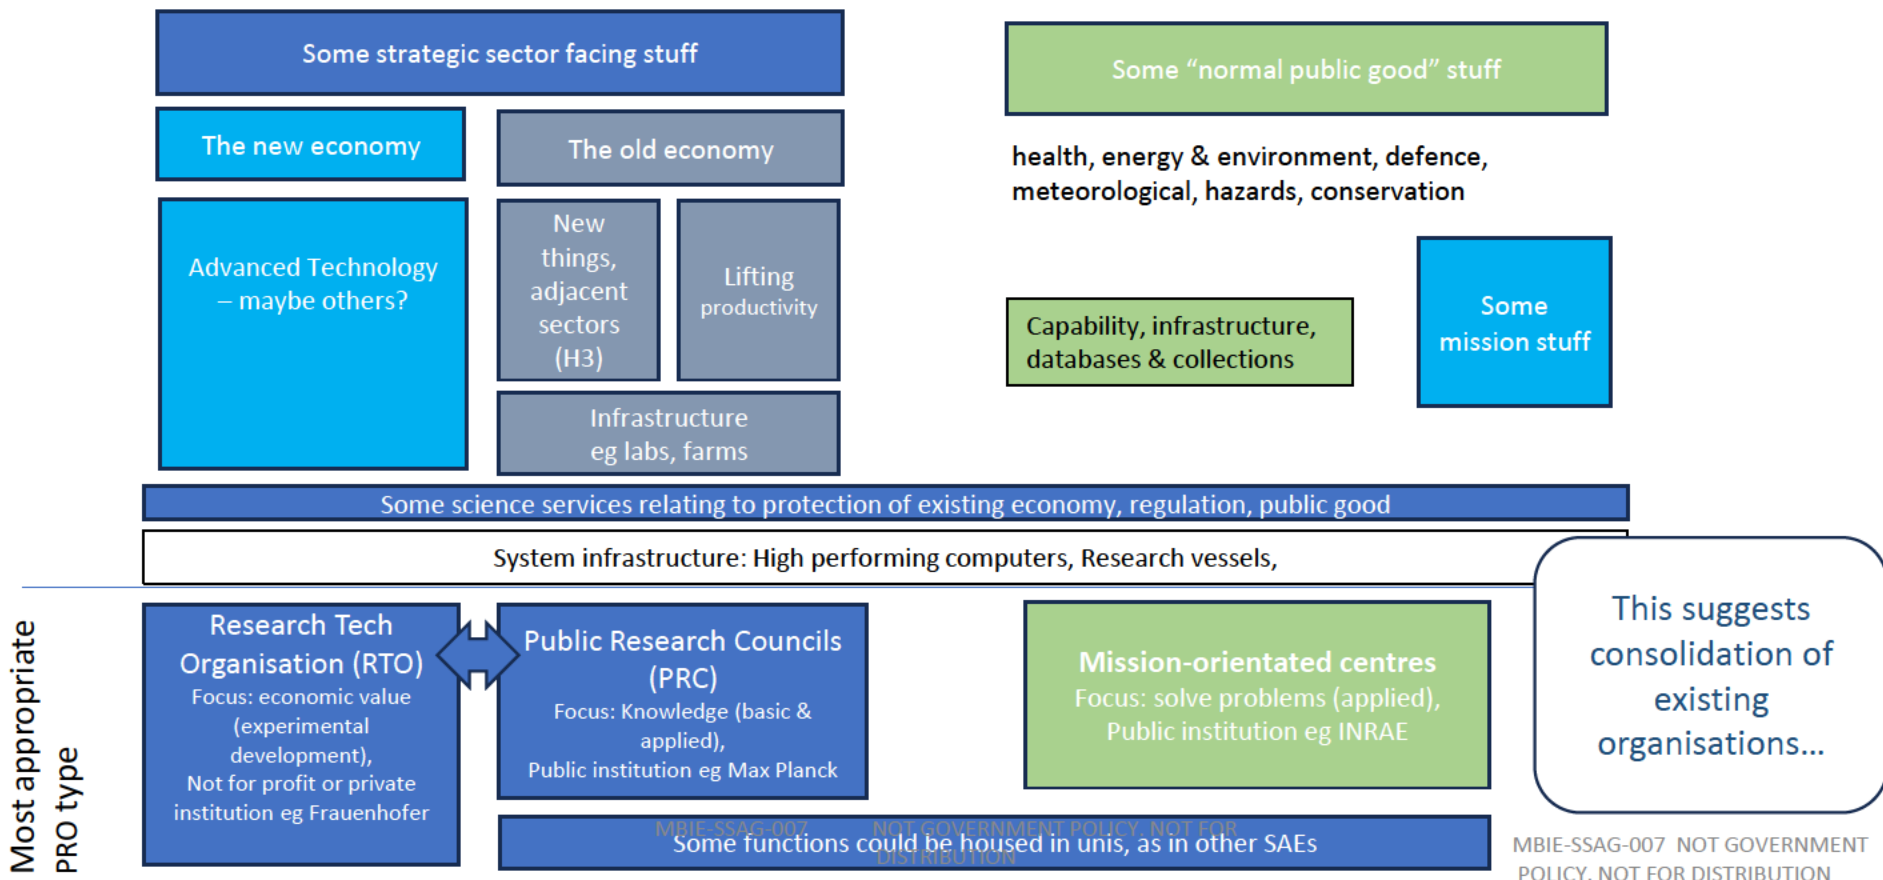 Some strategic sector facing stuff
Some “normal public good” stuff
The new economy
The old economy
health, energy & environment, defence,
meteorological, hazards, conservation
Advanced Technology
– maybe others?
New
things,
adjacent
sectors
(H3)
Lifting
productivity
Capability, infrastructure,
databases & collections
Some
mission stuff
Infrastructure
eg labs, farms
Some science services relating to protection of existing economy, regulation, public good
System infrastructure: High performing computers, Research vessels,
Most appropriate
PRO type
Research Tech
Organisation (RTO)
Focus: economic value
(experimental
development),
Not for profit or private
institution eg Frauenhofer
Public Research Councils
(PRC)
Focus: Knowledge (basic &
applied),
Public institution eg Max Planck
Mission-orientated centres
Focus: solve problems (applied),
Public institution eg INRAE
This suggests
consolidation of
existing
organisations...
MBIE-SSAG-007 NOT GOVERNMENT POLICY. NOT FOR
DISTRIBUTION
Some functions could be housed in unis, as in other SAEs
MBIE-SSAG-007 NOT GOVERNMENT
POLICY. NOT FOR DISTRIBUTION